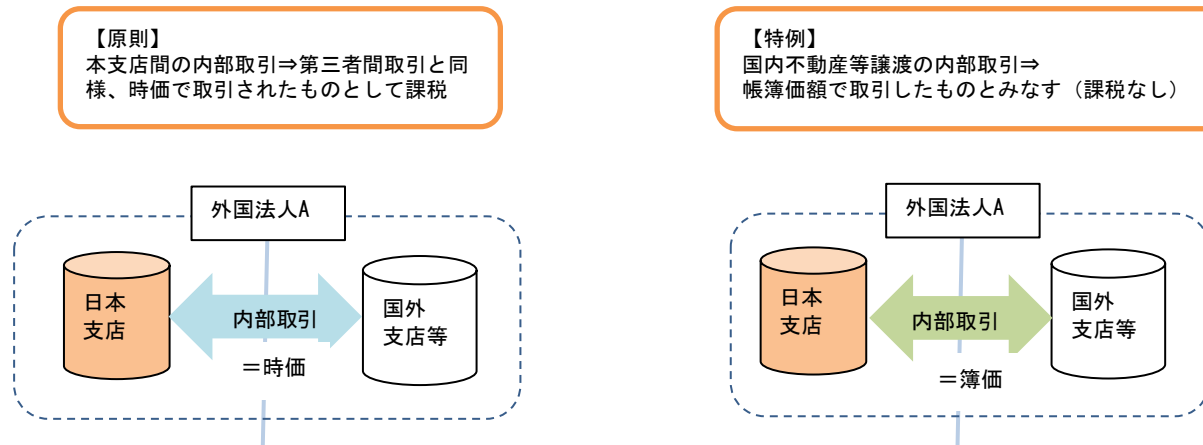 【原則】
本支店間の内部取引⇒第三者間取引と同
様、時価で取引されたものとして課税
外国法人A
日本
支店
内部取引
国外
支店等
＝時価
【特例】
国内不動産等譲渡の内部取引⇒
帳簿価額で取引したものとみなす（課税なし）
外国法人A
日本
支店
内部取引
国外
支店等
＝簿価